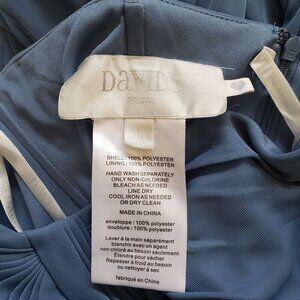 DAVID'S
BRIDAL
6
SHELL: 100% POLYESTER
LINING: 100% POLYESTER
HAND WASH SEPARATELY
ONLY NON-CHLORINE
BLEACH AS NEEDED
LINE DRY
COOL IRON AS NEEDED
OR DRY CLEAN
MADE IN CHINA
enveloppe : 100% polyester
doublure : 100% polyester
Laver à la main séparément
blanchir avec un agent
non chloré au besoin seulement
Étendre pour sécher
Repasser à froid au besoin
ou nettoyer à sec
fabriqué en Chine